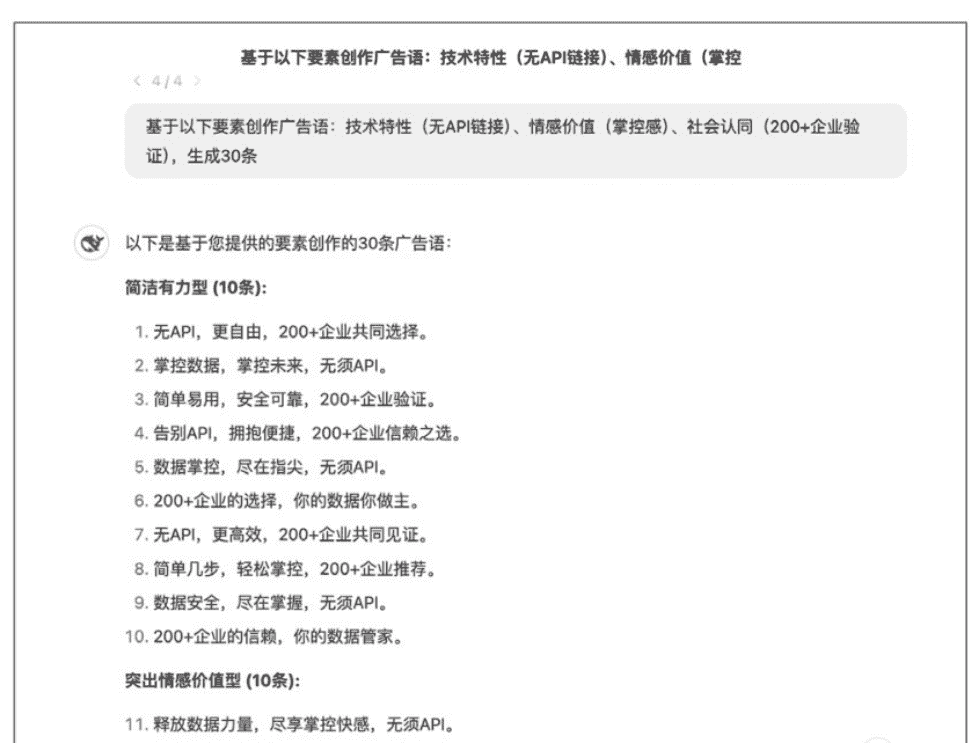 基于以下要素创作广告语：技术特性（无API链接）、情感价值（掌控
< 4/4 >
基于以下要素创作广告语：技术特性（无API链接）、情感价值（掌控感）、社会认同（200+企业验
证），生成30条
以下是基于您提供的要素创作的30条广告语：
简洁有力型 (10条):
1. 无API，更自由，200+企业共同选择。
2. 掌控数据，掌控未来，无须API。
3. 简单易用，安全可靠，200+企业验证。
4. 告别API，拥抱便捷，200+企业信赖之选。
5. 数据掌控，尽在指尖，无须API。
6. 200+企业的选择，你的数据你做主。
7. 无API，更高效，200+企业共同见证。
8. 简单几步，轻松掌控，200+企业推荐。
9. 数据安全，尽在掌握，无须API。
10. 200+企业的信赖，你的数据管家。
突出情感价值型 (10条):
11. 释放数据力量，尽享掌控快感，无须API。